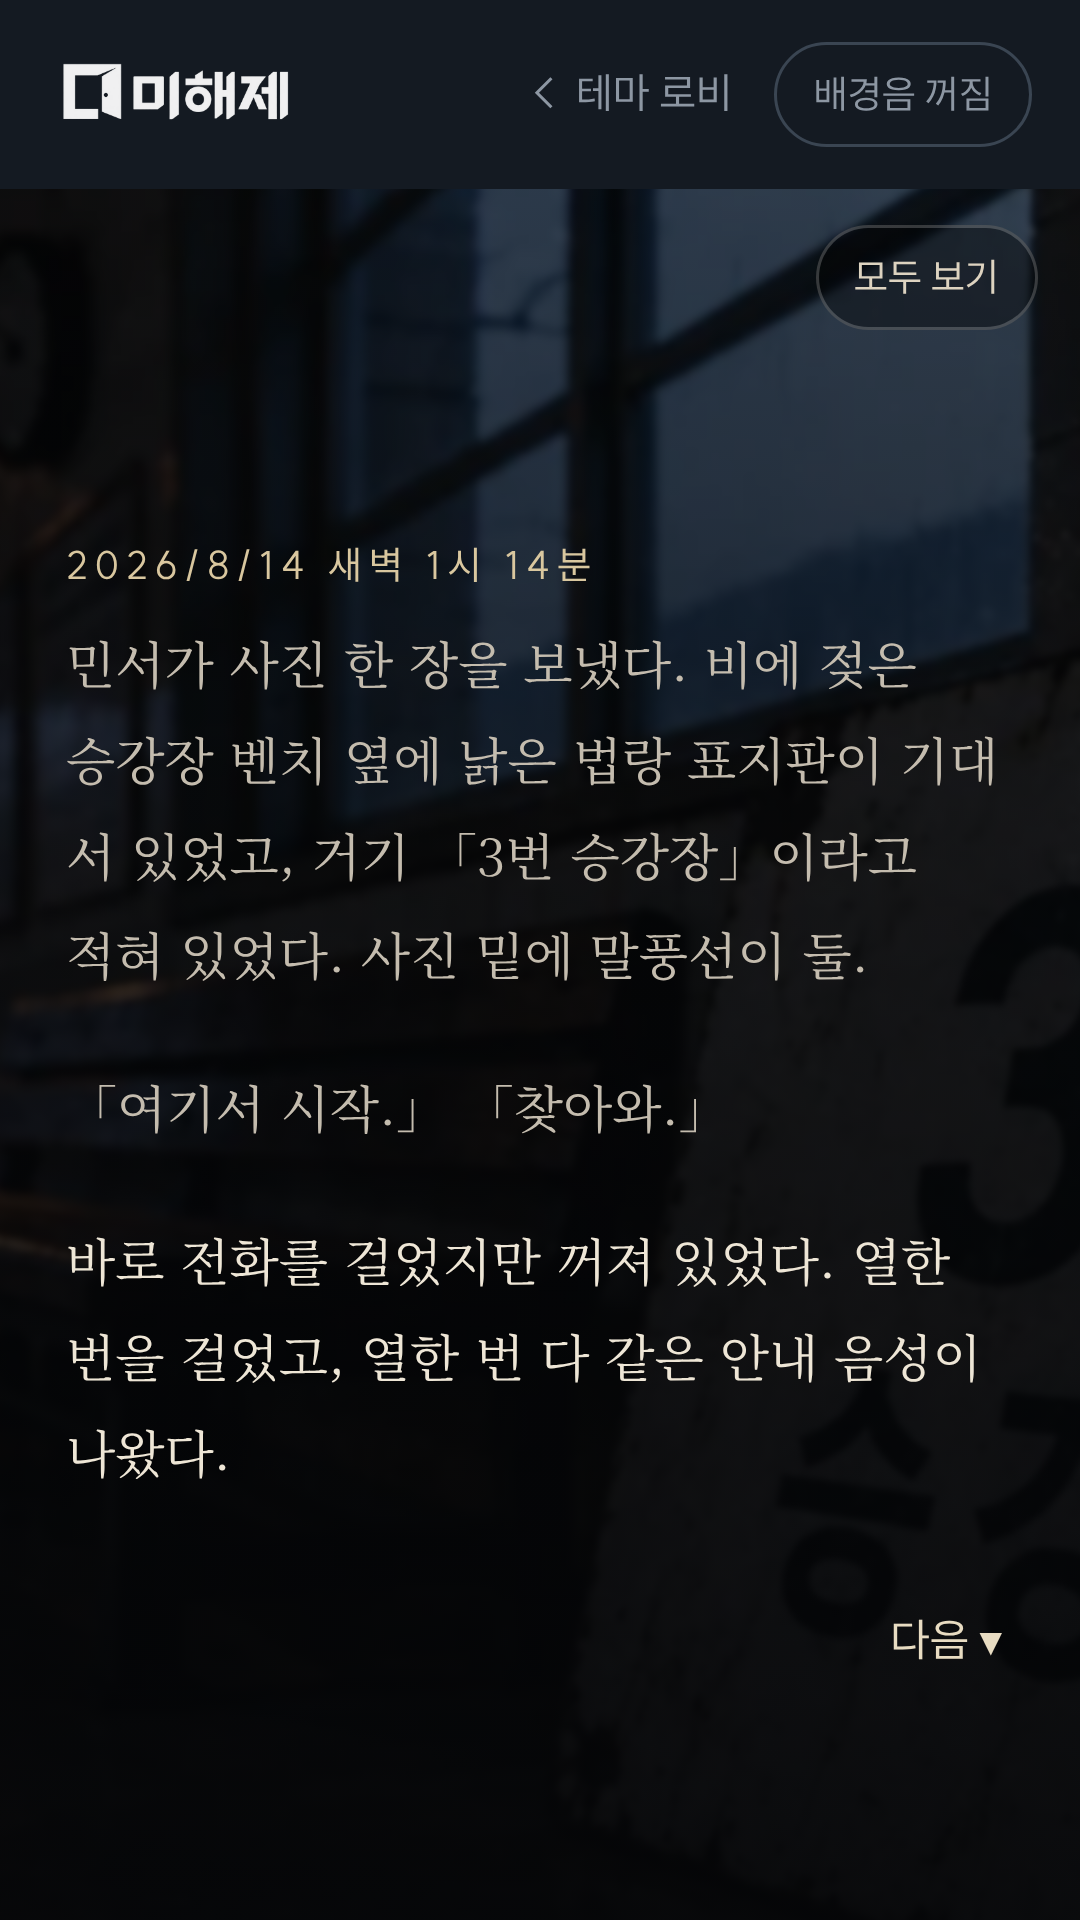 미해제
테마 로비
배경음 꺼짐
모두 보기
2026/8/14 새벽 1시 14분
민서가 사진 한 장을 보냈다. 비에 젖은
승강장 벤치 옆에 낡은 법랑 표지판이 기대
서 있었고, 거기 「3번 승강장」이라고
적혀 있었다. 사진 밑에 말풍선이 둘.
「여기서 시작.」 「찾아와.」
바로 전화를 걸었지만 꺼져 있었다. 열한
번을 걸었고, 열한 번 다 같은 안내 음성이
나왔다.
다음 ▼
3